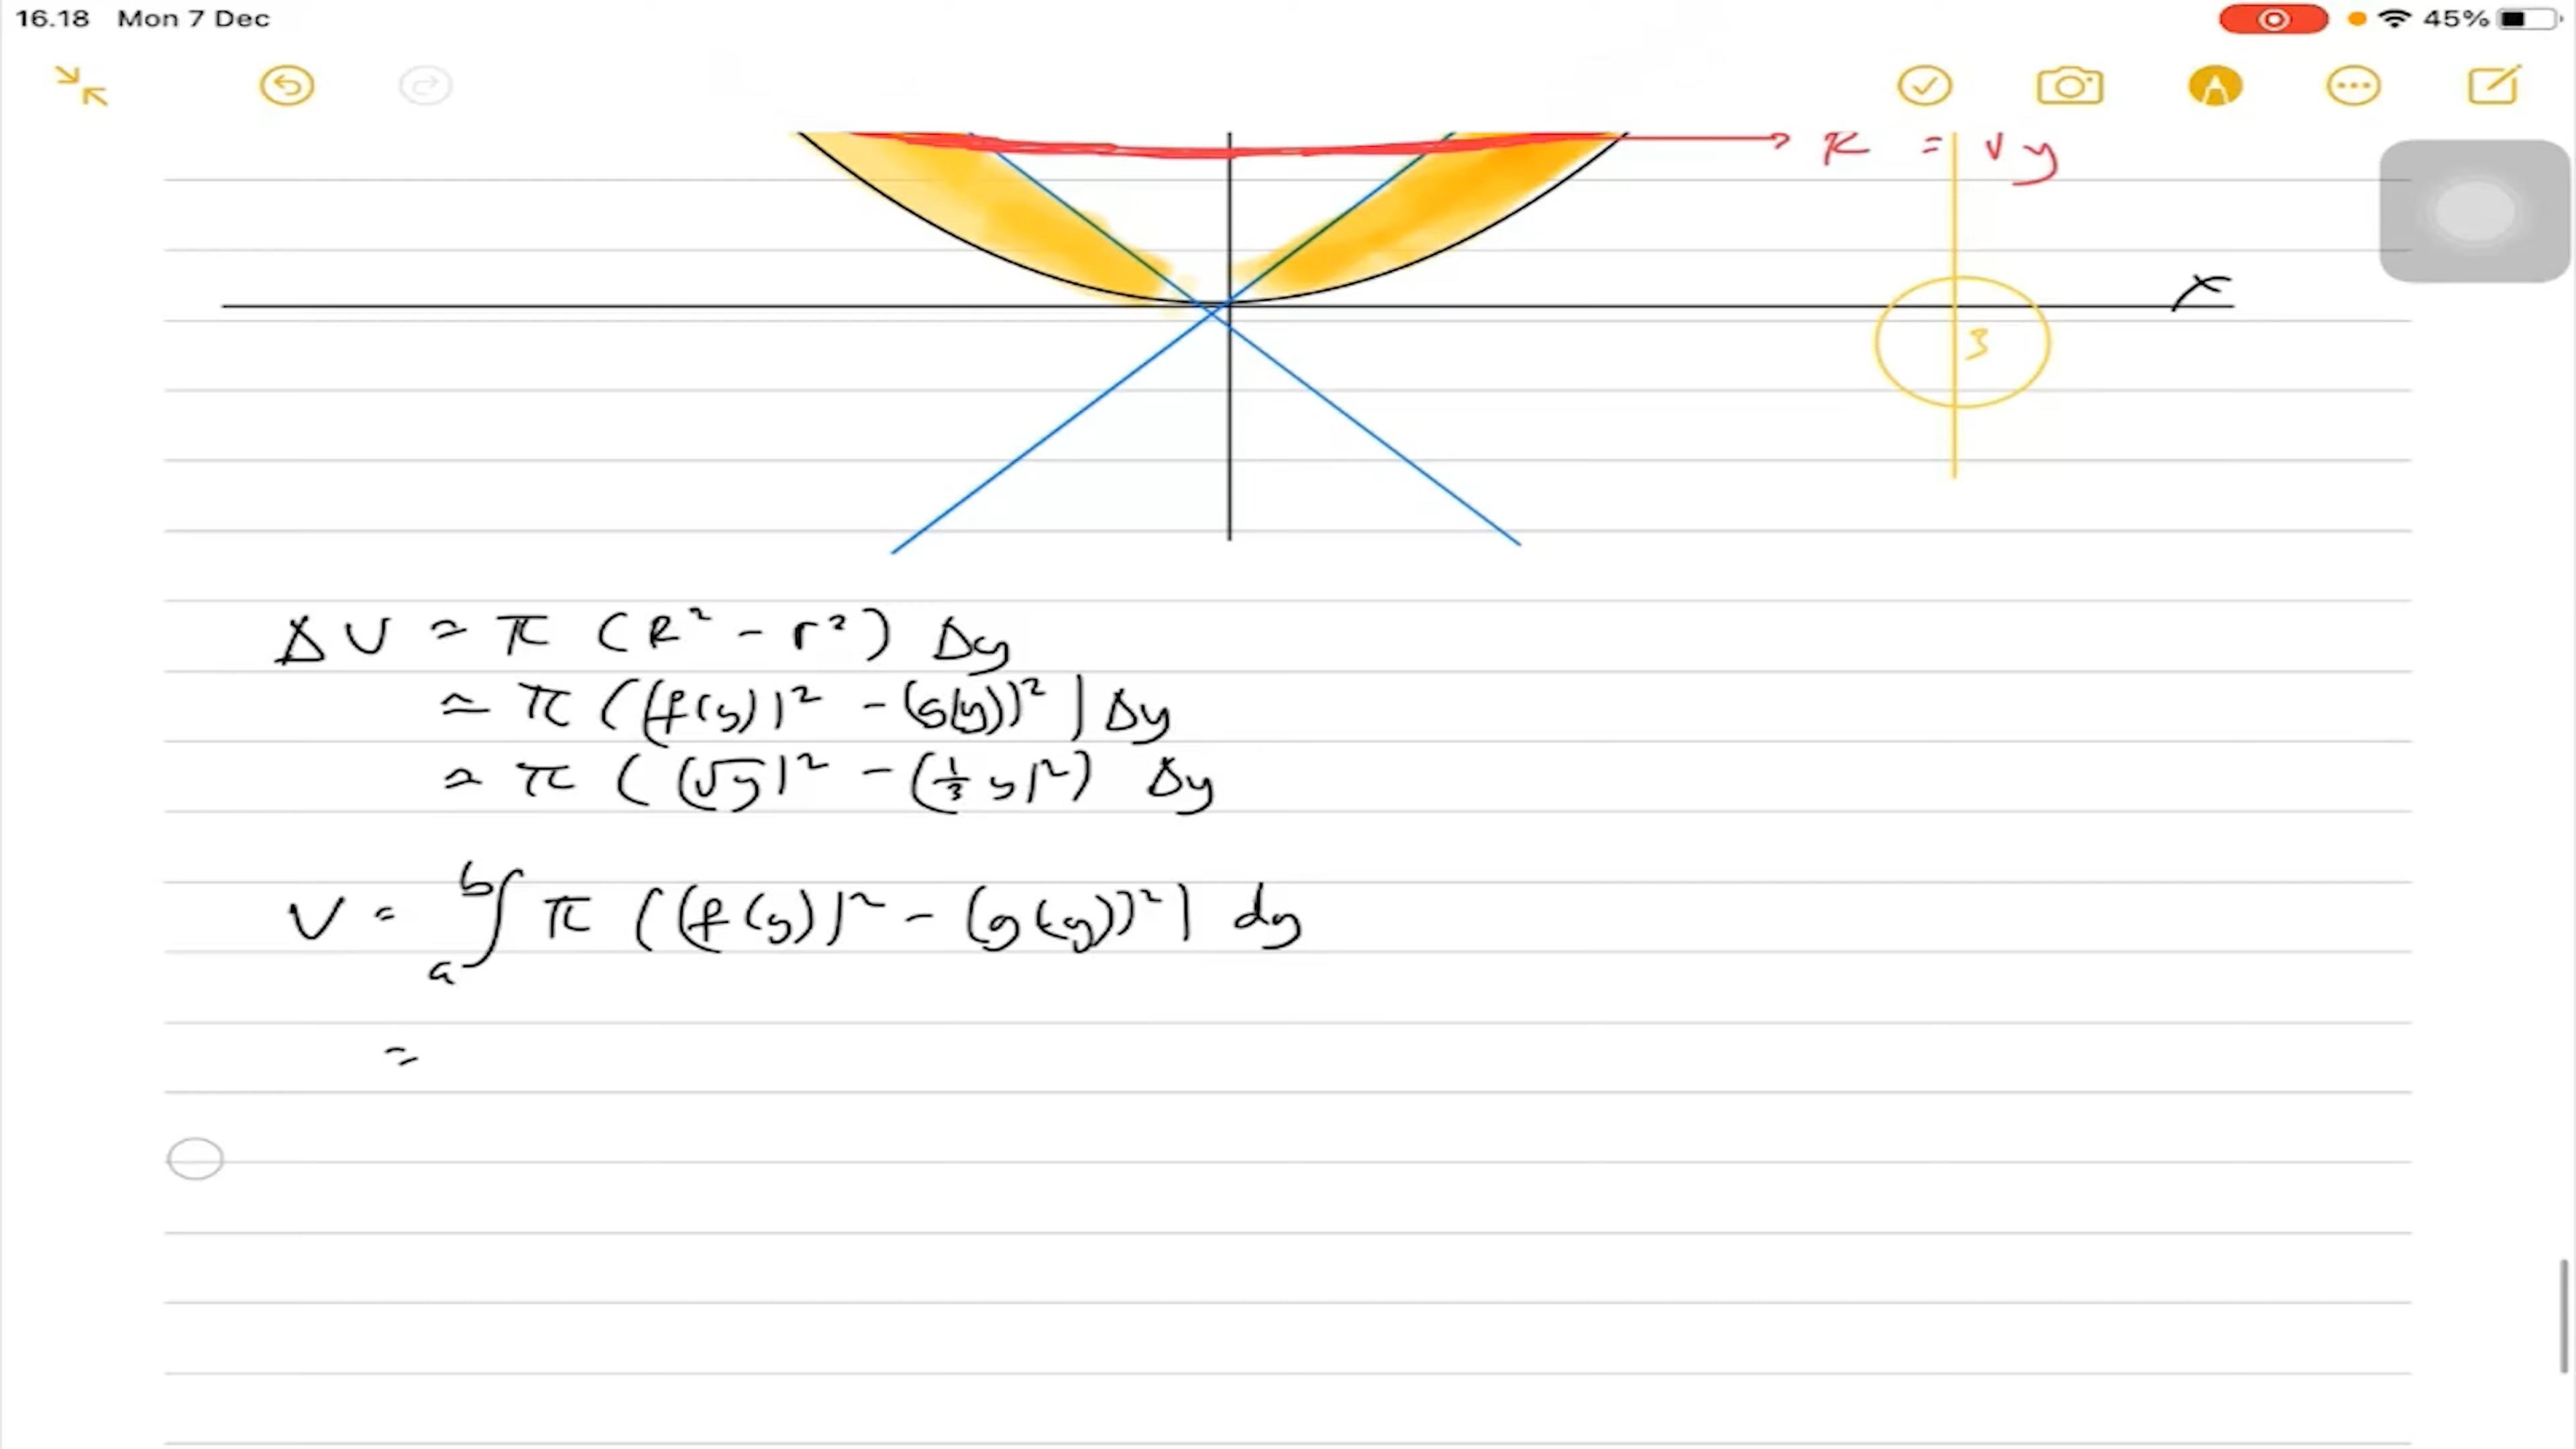 16.18 Mon 7 Dec 45%
R = √y
x
3
ΔV ≈ π (R² - r²) Δy
≈ π ((f(y))² - (g(y))²) Δy
≈ π ((√y)² - (⅓ y)²) Δy
V = ∫ₐᵇ π ((f(y))² - (g(y))²) dy
=